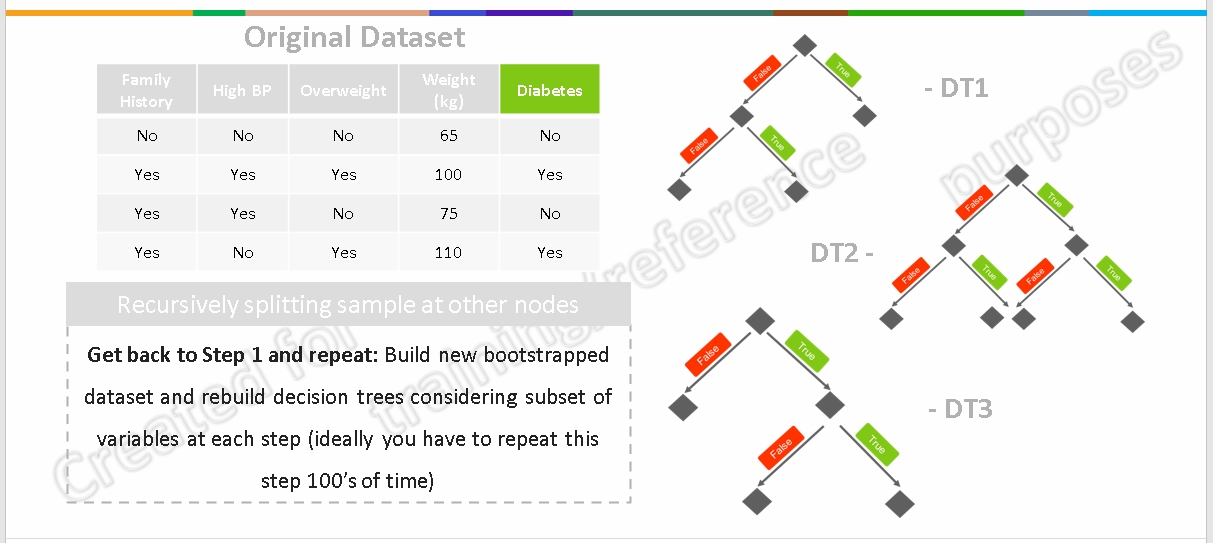 Original Dataset
Family History High BP Overweight Weight (kg) Diabetes
No No No 65 No
Yes Yes Yes 100 Yes
Yes Yes No 75 No
Yes No Yes 110 Yes
Recursively splitting sample at other nodes
Get back to Step 1 and repeat: Build new bootstrapped
dataset and rebuild decision trees considering subset of
variables at each step (ideally you have to repeat this
step 100’s of time)
False True
- DT1
False True
DT2 -
False True
False True False True
False True
- DT3
False True
Created for training/reference purposes